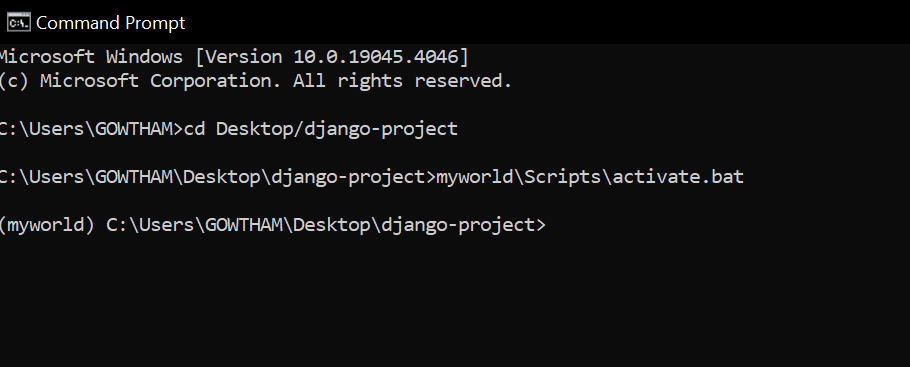 Command Prompt
Microsoft Windows [Version 10.0.19045.4046]
(c) Microsoft Corporation. All rights reserved.
C:\Users\GOWTHAM>cd Desktop/django-project
C:\Users\GOWTHAM\Desktop\django-project>myworld\Scripts\activate.bat
(myworld) C:\Users\GOWTHAM\Desktop\django-project>